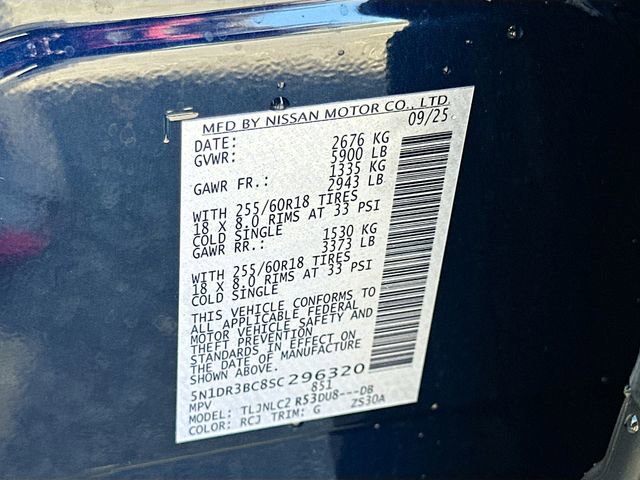 MFD BY NISSAN MOTOR CO., LTD.
DATE: 09/25
GVWR: 2676 KG
5900 LB
GAWR FR.: 1335 KG
2943 LB
WITH 255/60R18 TIRES
18 X 8.0 RIMS AT 33 PSI
COLD SINGLE
GAWR RR.: 1530 KG
3373 LB
WITH 255/60R18 TIRES
18 X 8.0 RIMS AT 33 PSI
COLD SINGLE
THIS VEHICLE CONFORMS TO
ALL APPLICABLE FEDERAL
MOTOR VEHICLE SAFETY AND
THEFT PREVENTION
STANDARDS IN EFFECT ON
THE DATE OF MANUFACTURE
SHOWN ABOVE.
5N1DR3BC8SC296320
MPV 851
MODEL: TLJNLC2 R53DU8---DB
COLOR: RCJ TRIM: G ZS30A